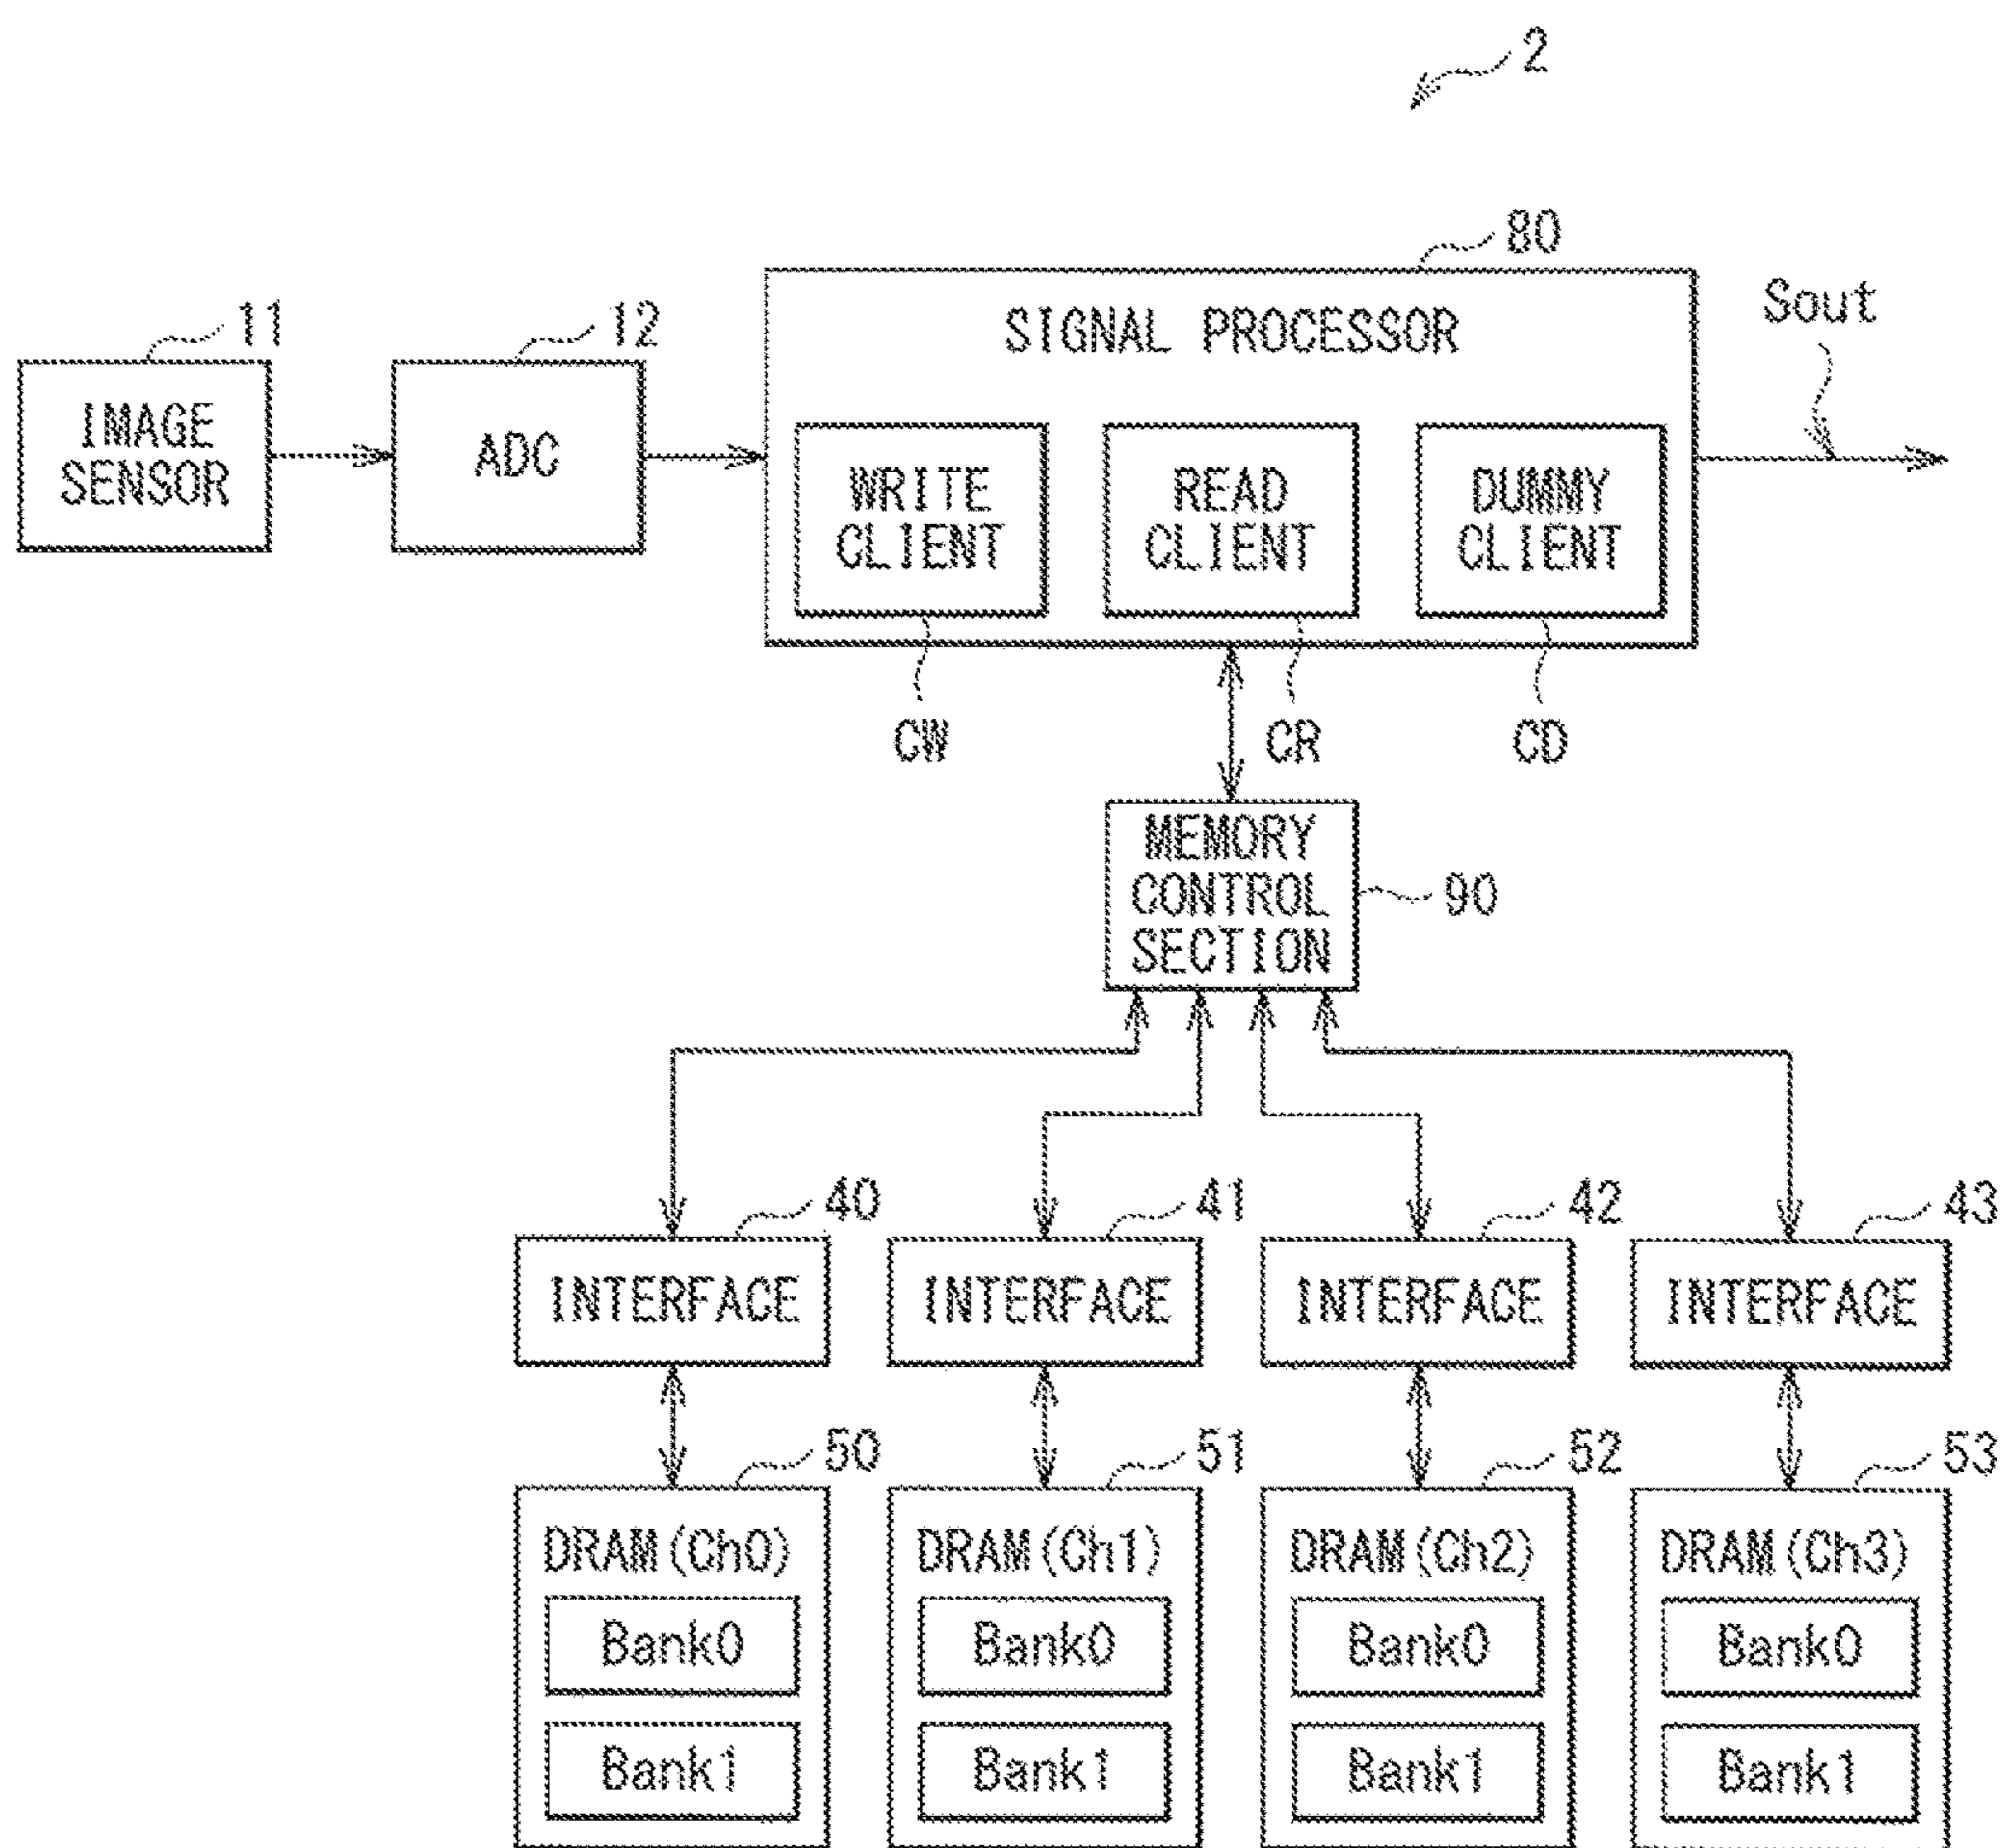 2
80
Sout
11
12
SIGNAL PROCESSOR
IMAGE
SENSOR
ADC
WRITE
CLIENT
READ
CLIENT
DUMMY
CLIENT
CW
CR
CD
MEMORY
CONTROL
SECTION
90
40
41
42
43
INTERFACE
INTERFACE
INTERFACE
INTERFACE
50
51
52
53
DRAM(Ch0)
DRAM(Ch1)
DRAM(Ch2)
DRAM(Ch3)
Bank0
Bank0
Bank0
Bank0
Bank1
Bank1
Bank1
Bank1